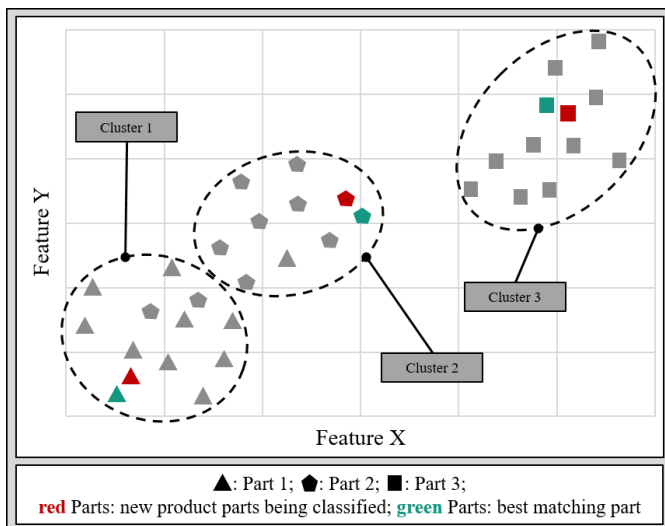 Cluster 1
Cluster 3
Cluster 2
Feature Y
Feature X
▲: Part 1; ⬟: Part 2; ■: Part 3;
red Parts: new product parts being classified; green Parts: best matching part